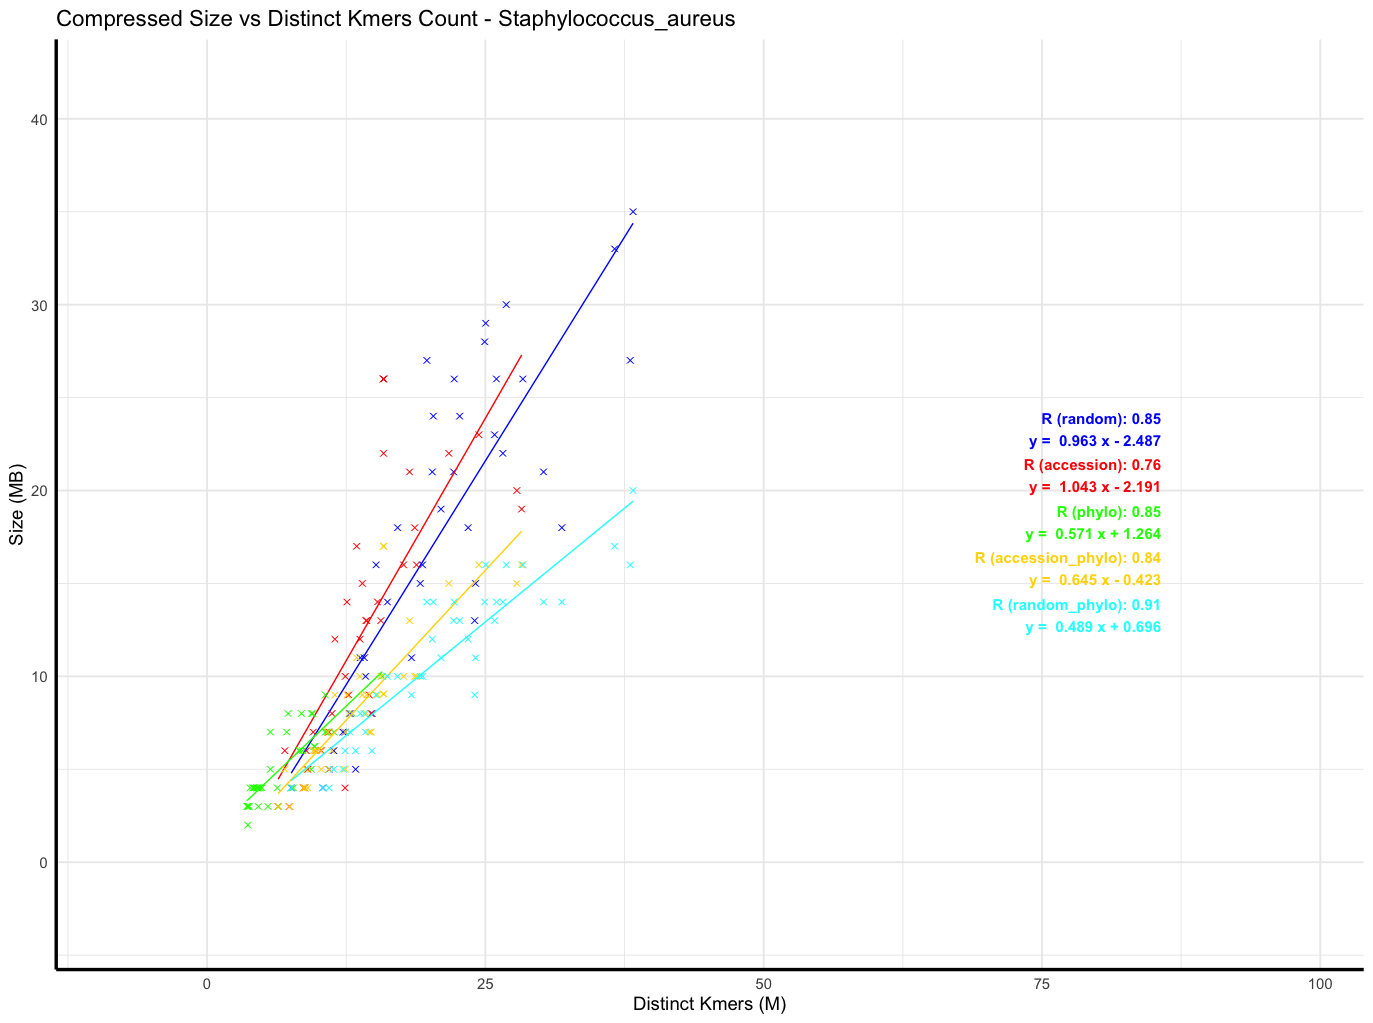 Compressed Size vs Distinct Kmers Count - Staphylococcus_aureus
40
30
20
10
0
Size (MB)
R (random): 0.85
y =  0.963 x - 2.487
R (accession): 0.76
y =  1.043 x - 2.191
R (phylo): 0.85
y =  0.571 x + 1.264
R (accession_phylo): 0.84
y =  0.645 x - 0.423
R (random_phylo): 0.91
y =  0.489 x + 0.696
0 25 50 75 100
Distinct Kmers (M)